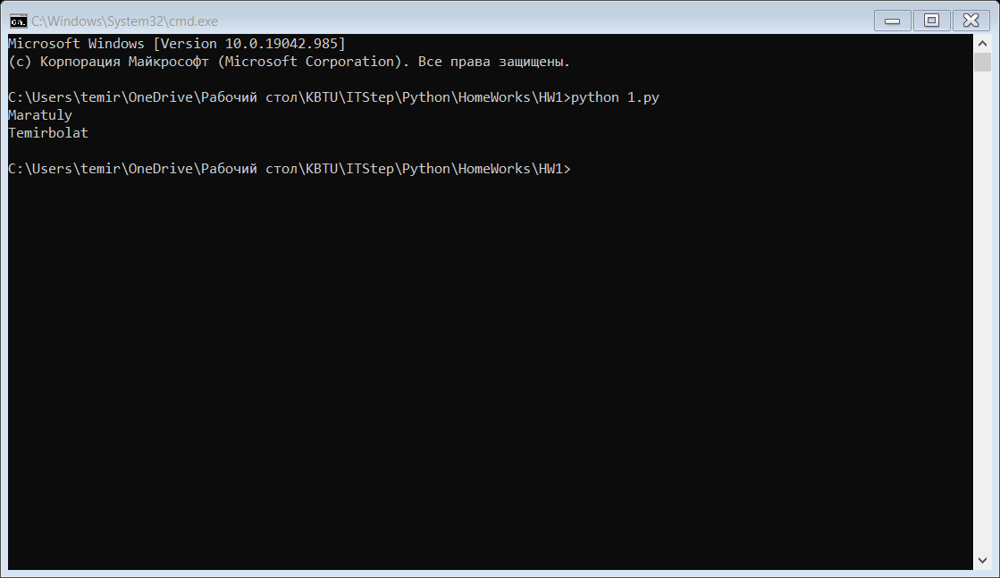 C:\Windows\System32\cmd.exe
Microsoft Windows [Version 10.0.19042.985]
(c) Корпорация Майкрософт (Microsoft Corporation). Все права защищены.
C:\Users\temir\OneDrive\Рабочий стол\KBTU\ITStep\Python\HomeWorks\HW1>python 1.py
Maratuly
Temirbolat
C:\Users\temir\OneDrive\Рабочий стол\KBTU\ITStep\Python\HomeWorks\HW1>